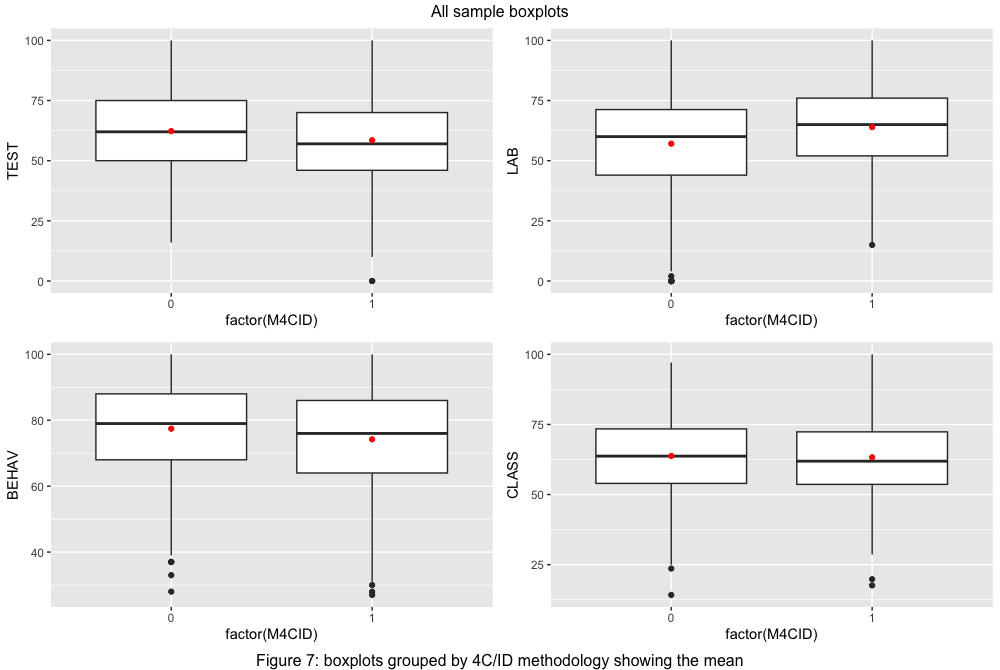 All sample boxplots
TEST
100
75
50
25
0
0 1
factor(M4CID)
LAB
100
75
50
25
0
0 1
factor(M4CID)
BEHAV
100
80
60
40
0 1
factor(M4CID)
CLASS
100
75
50
25
0 1
factor(M4CID)
Figure 7: boxplots grouped by 4C/ID methodology showing the mean